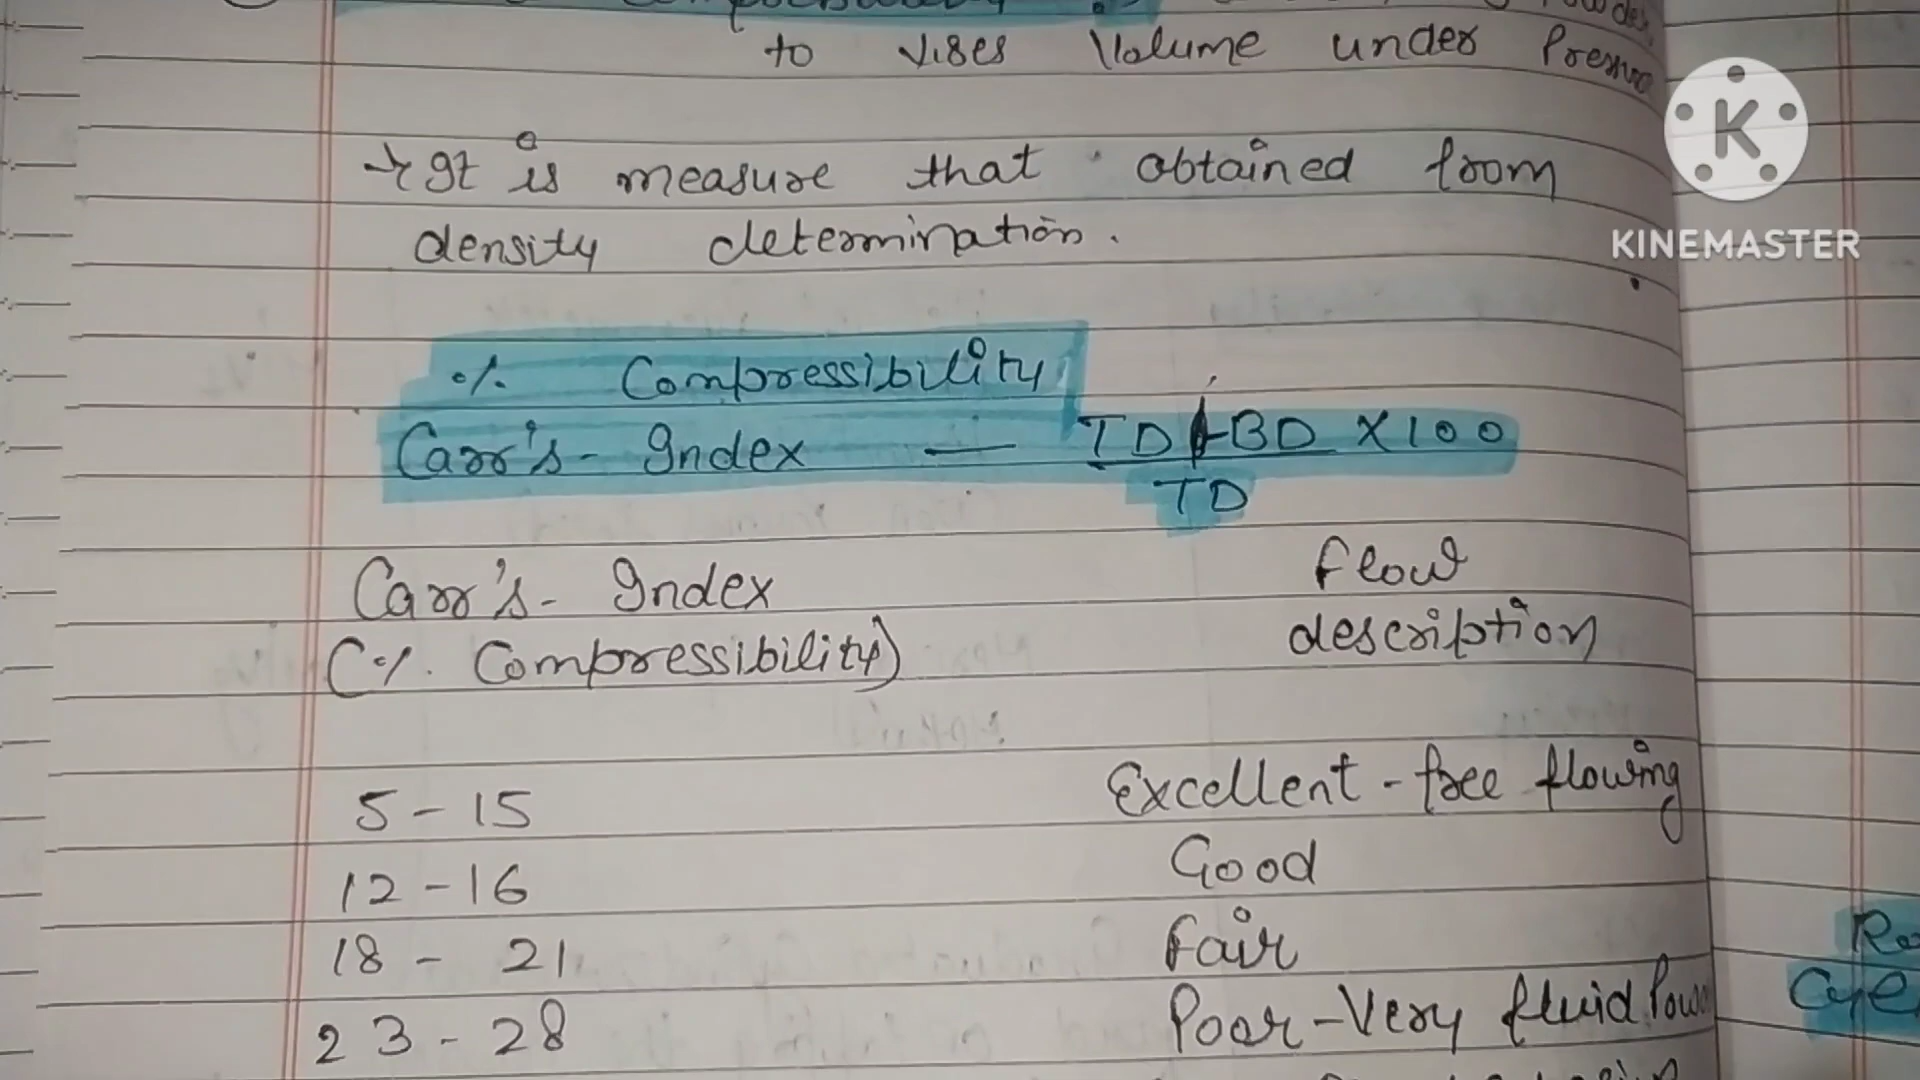 to vises Volume under Pressure
→ It is measure that obtained from
density determination.
% Compressibility
Carr's - Index — TD - BD X 100
TD
Carr's - Index
Flow
(% Compressibility)
description
5 - 15
Excellent - free flowing
12 - 16
Good
18 - 21
Fair
23 - 28
Poor - Very fluid
K
KINEMASTER